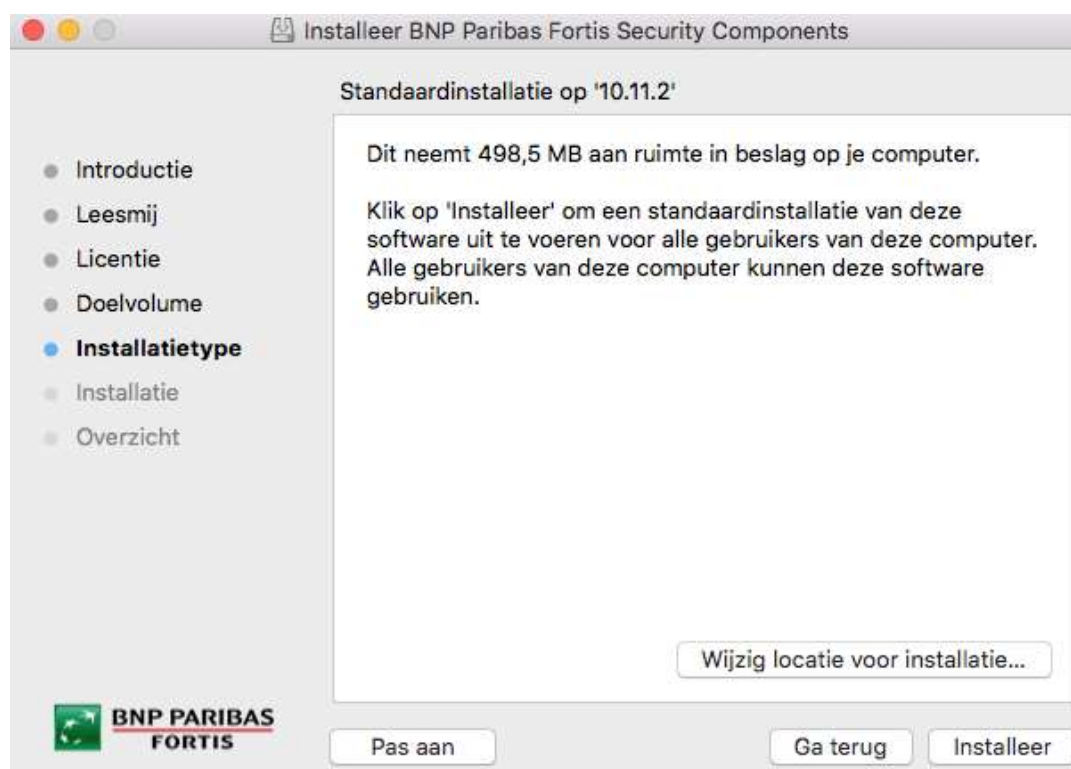 Installeer BNP Paribas Fortis Security Components
Standaardinstallatie op '10.11.2'
Introductie
Leesmij
Licentie
Doelvolume
Installatietype
Installatie
Overzicht
Dit neemt 498,5 MB aan ruimte in beslag op je computer.
Klik op 'Installeer' om een standaardinstallatie van deze
software uit te voeren voor alle gebruikers van deze computer.
Alle gebruikers van deze computer kunnen deze software
gebruiken.
Wijzig locatie voor installatie...
BNP PARIBAS
FORTIS
Pas aan
Ga terug
Installeer